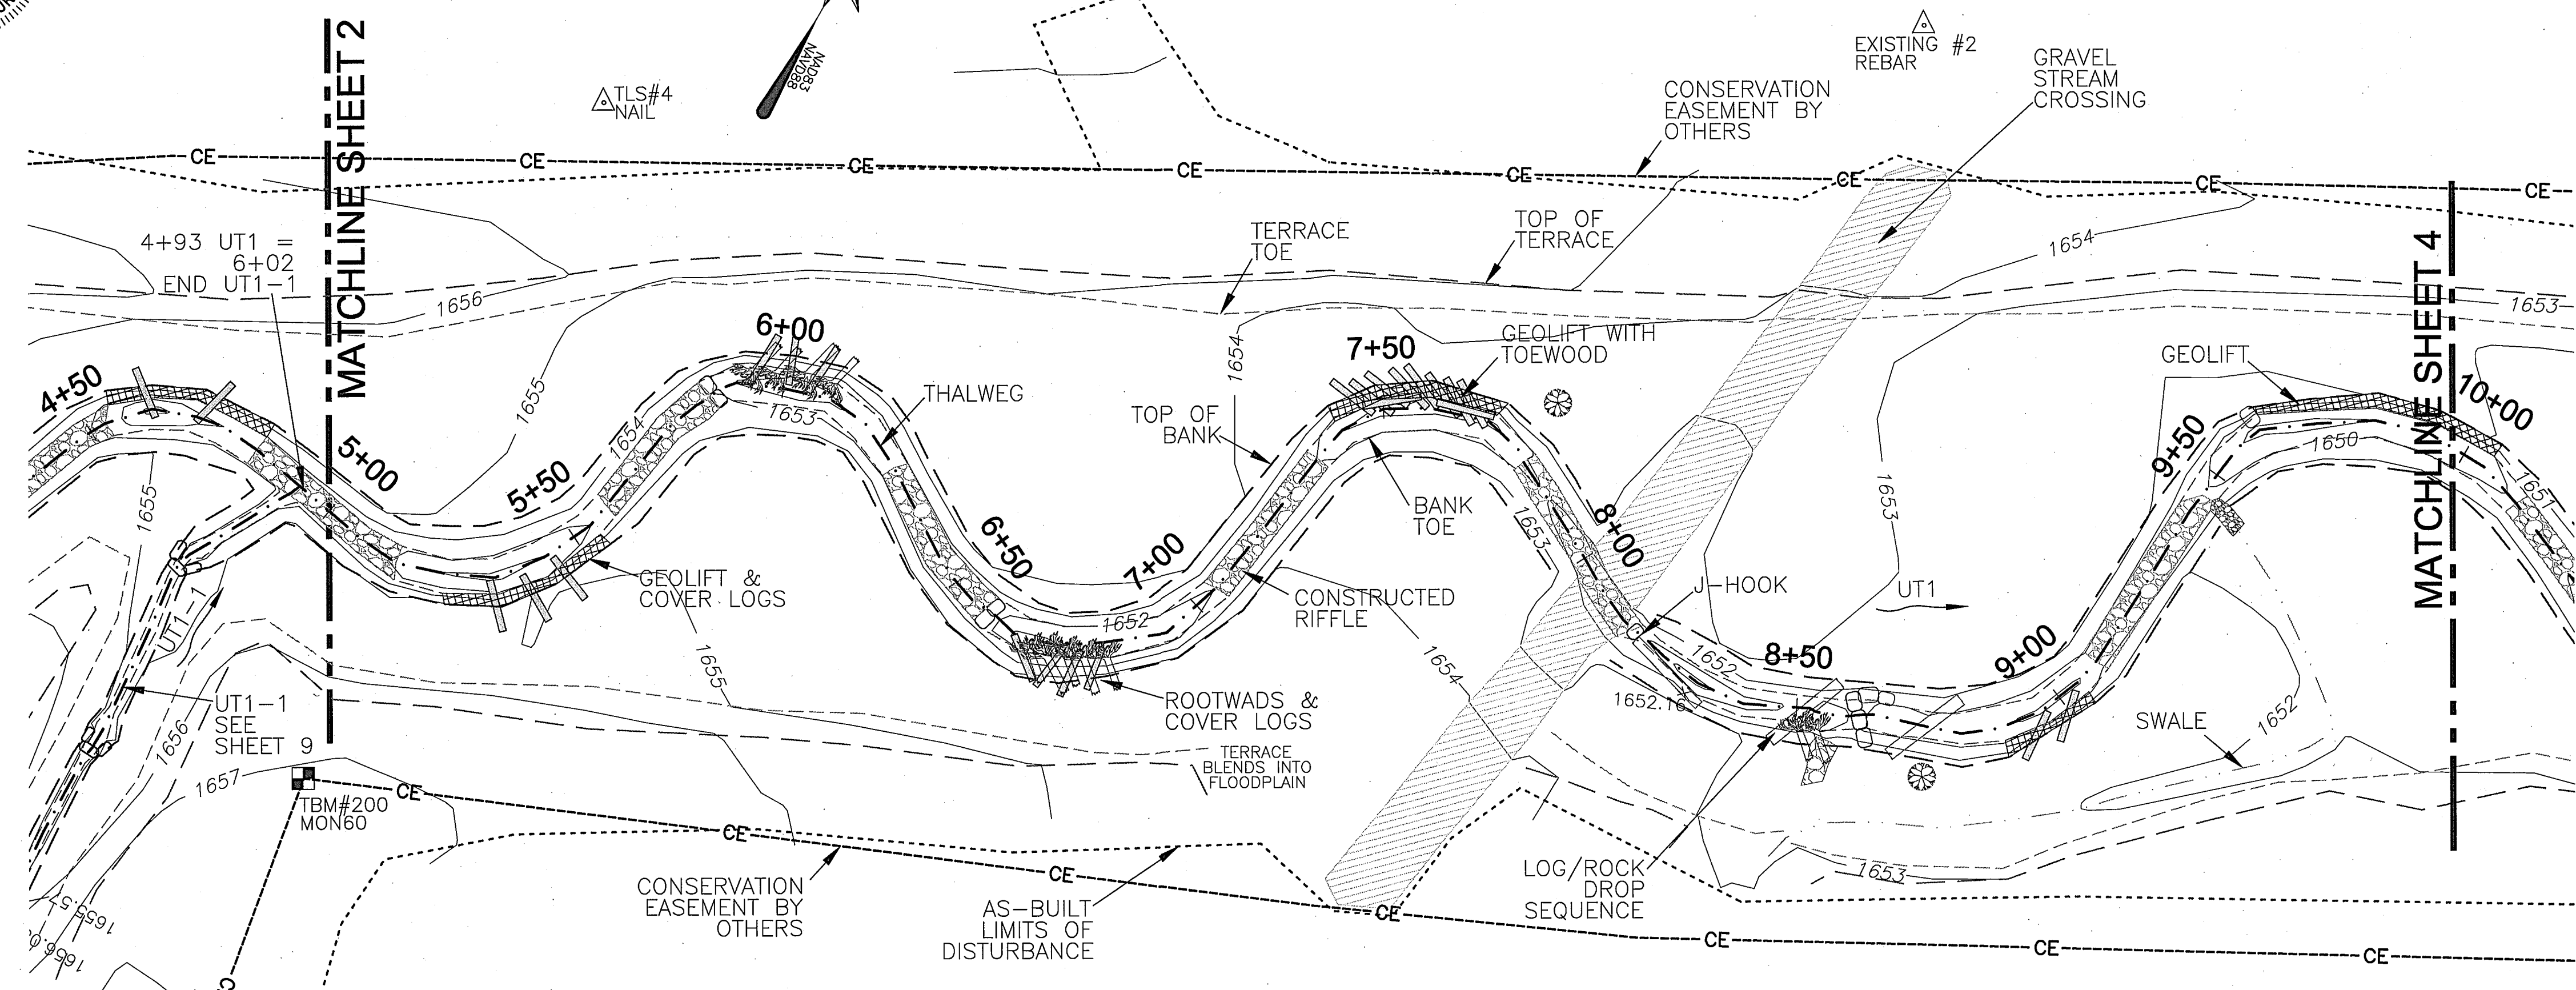 MATCHLINE SHEET 2
TLS#4
NAIL
NAD83
NAVD88
EXISTING #2
REBAR
GRAVEL
STREAM
CROSSING
CONSERVATION
EASEMENT BY
OTHERS
CE
CE
CE
CE
CE
CE
CE
CE
4+93 UT1 =
6+02
END UT1-1
1656
TERRACE
TOE
TOP OF
TERRACE
1654
1653
MATCHLINE SHEET 4
4+50
5+00
5+50
6+00
6+50
7+00
7+50
8+00
8+50
9+00
9+50
10+00
1655
1655
1654
1653
THALWEG
1654
TOP OF
BANK
GEOLIFT WITH
TOEWOOD
BANK
TOE
1653
1653
GEOLIFT
1650
1651
GEOLIFT &
COVER LOGS
UT1-1
1652
CONSTRUCTED
RIFFLE
J-HOOK
UT1
1655
1654
1652
1652.16
ROOTWADS &
COVER LOGS
UT1-1
SEE
SHEET 9
1656
1657
TBM#200
MON60
TERRACE
BLENDS INTO
FLOODPLAIN
SWALE
1652
CE
CE
CE
CE
CE
CE
CE
CONSERVATION
EASEMENT BY
OTHERS
AS-BUILT
LIMITS OF
DISTURBANCE
LOG/ROCK
DROP
SEQUENCE
1653
1655.57